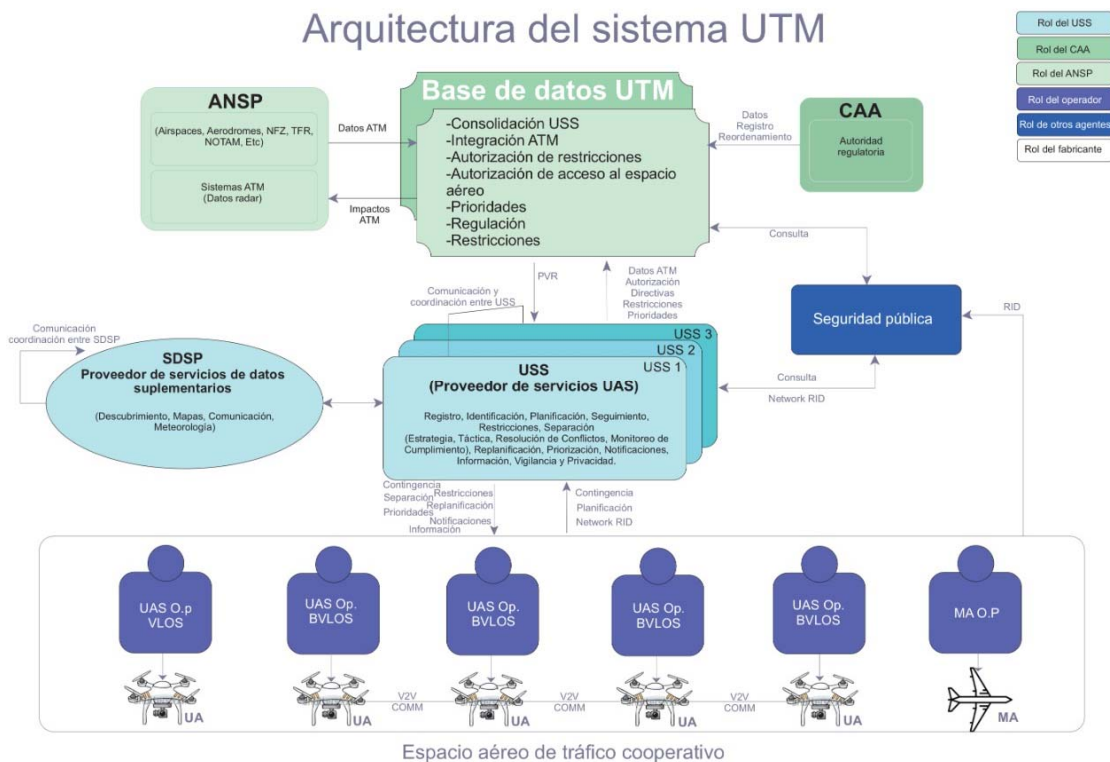 Arquitectura del sistema UTM
Rol del USS
Rol del CAA
Rol del ANSP
Rol del operador
Rol de otros agentes
Rol del fabricante
ANSP
(Airspaces, Aerodromes, NFZ, TFR,
NOTAM, Etc)
Sistemas ATM
(Datos radar)
Datos ATM
Impactos
ATM
Base de datos UTM
-Consolidación USS
-Integración ATM
-Autorización de restricciones
-Autorización de acceso al espacio
aéreo
-Prioridades
-Regulación
-Restricciones
Datos
Registro
Reordenamiento
CAA
Autoridad
regulatoria
Consulta
PVR
Datos ATM
Autorización
Directivas
Restricciones
Prioridades
Comunicación y
coordinación entre USS
Seguridad pública
RID
Comunicación
coordinación entre SDSP
SDSP
Proveedor de servicios de datos
suplementarios
(Descubrimiento, Mapas, Comunicación,
Meteorología)
USS 3
USS 2
USS 1
USS
(Proveedor de servicios UAS)
Registro, Identificación, Planificación, Seguimiento,
Restricciones, Separación
(Estrategia, Táctica, Resolución de Conflictos, Monitoreo de
Cumplimiento), Replanificación, Priorización, Notificaciones,
Información, Vigilancia y Privacidad.
Consulta
Network RID
Contingencia
Separación
Prioridades
Restricciones
Replanificación
Notificaciones
Información
Contingencia
Planificación
Network RID
UAS O.p
VLOS
UAS Op.
BVLOS
UAS Op.
BVLOS
UAS Op.
BVLOS
UAS Op.
BVLOS
MA O.P
UA
UA
V2V
COMM
UA
V2V
COMM
UA
V2V
COMM
UA
MA
Espacio aéreo de tráfico cooperativo